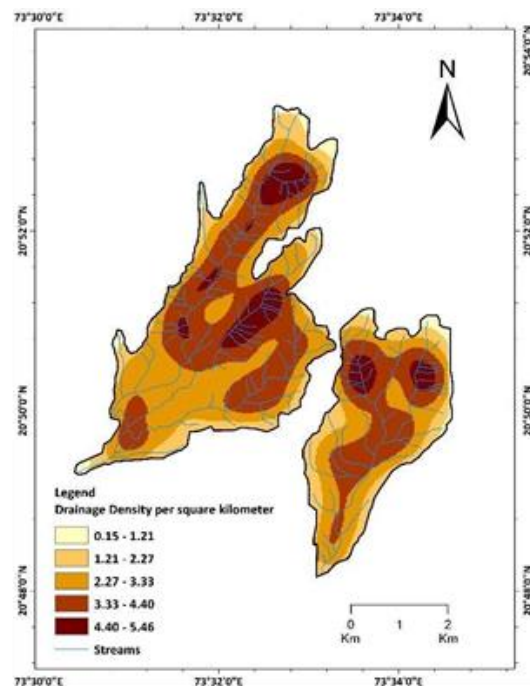 73°30'0"E 73°32'0"E 73°34'0"E
20°54'0"N
N
20°52'0"N 20°52'0"N
20°50'0"N 20°50'0"N
Legend
Drainage Density per square kilometer
0.15 - 1.21
1.21 - 2.27
2.27 - 3.33
3.33 - 4.40
4.40 - 5.46
Streams
0 1 2
Km Km
20°48'0"N 20°48'0"N
73°30'0"E 73°32'0"E 73°34'0"E